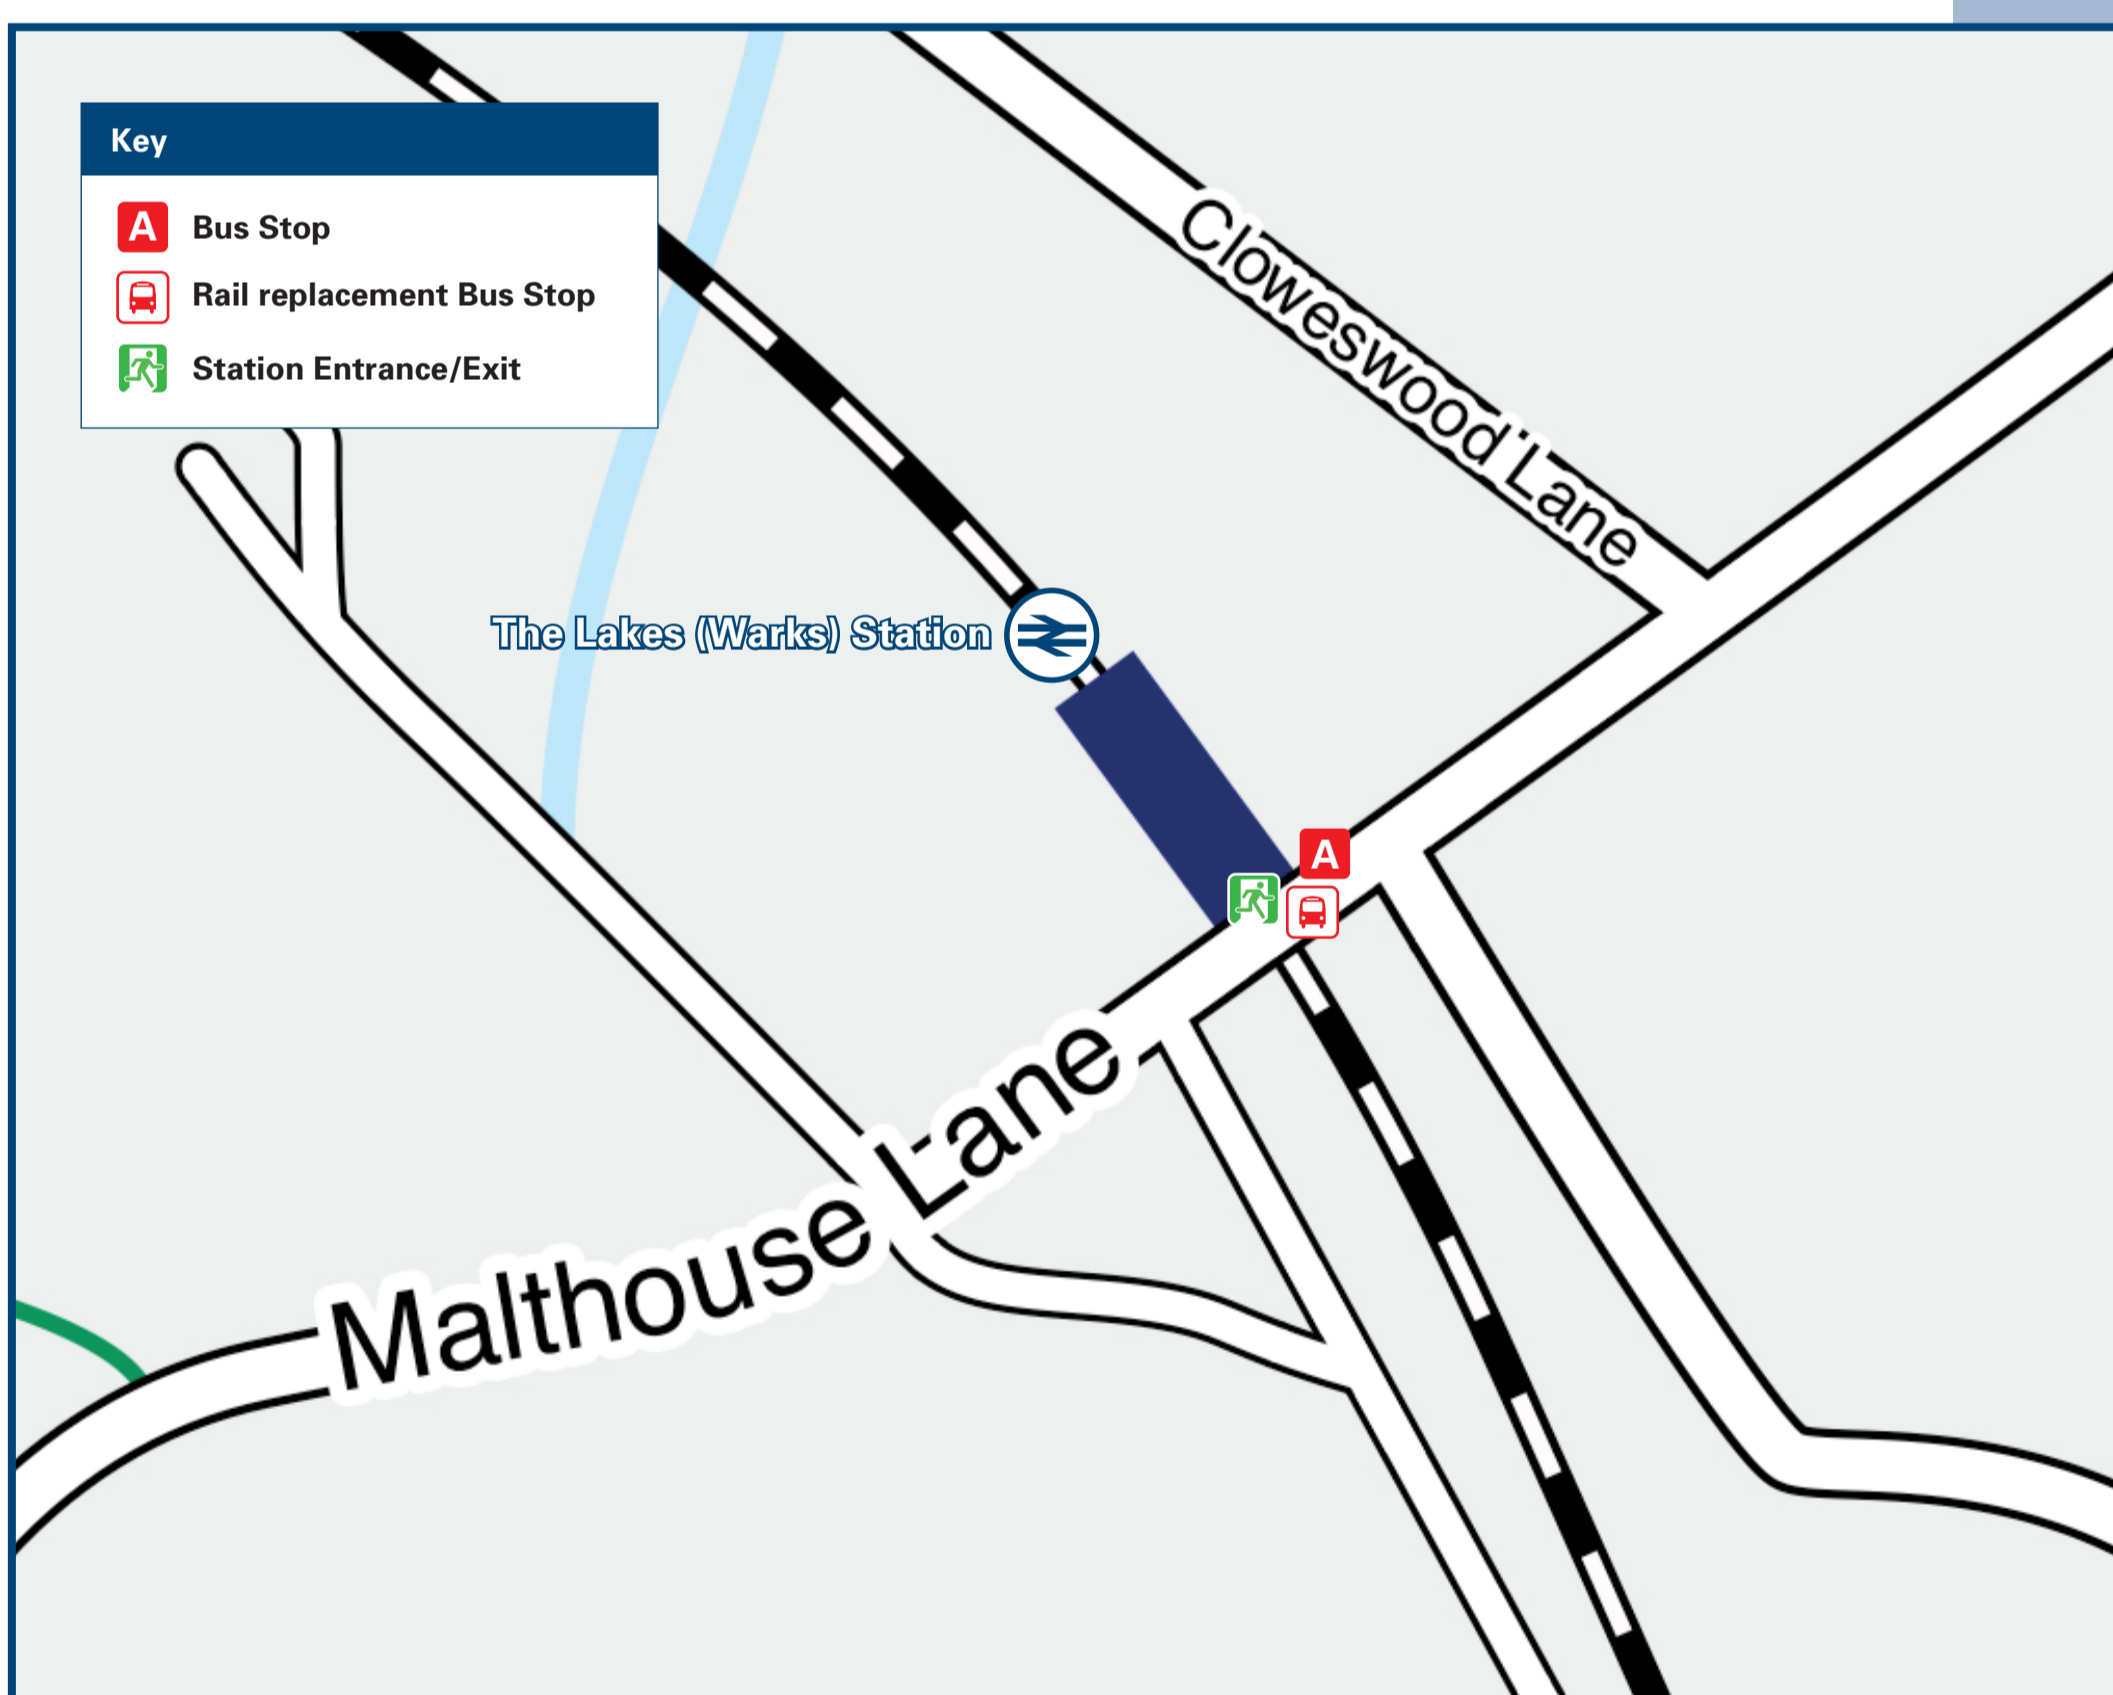 Key
A Bus Stop
Rail replacement Bus Stop
Station Entrance/Exit
Cloweswood Lane
The Lakes (Warks) Station
A
Malthouse Lane